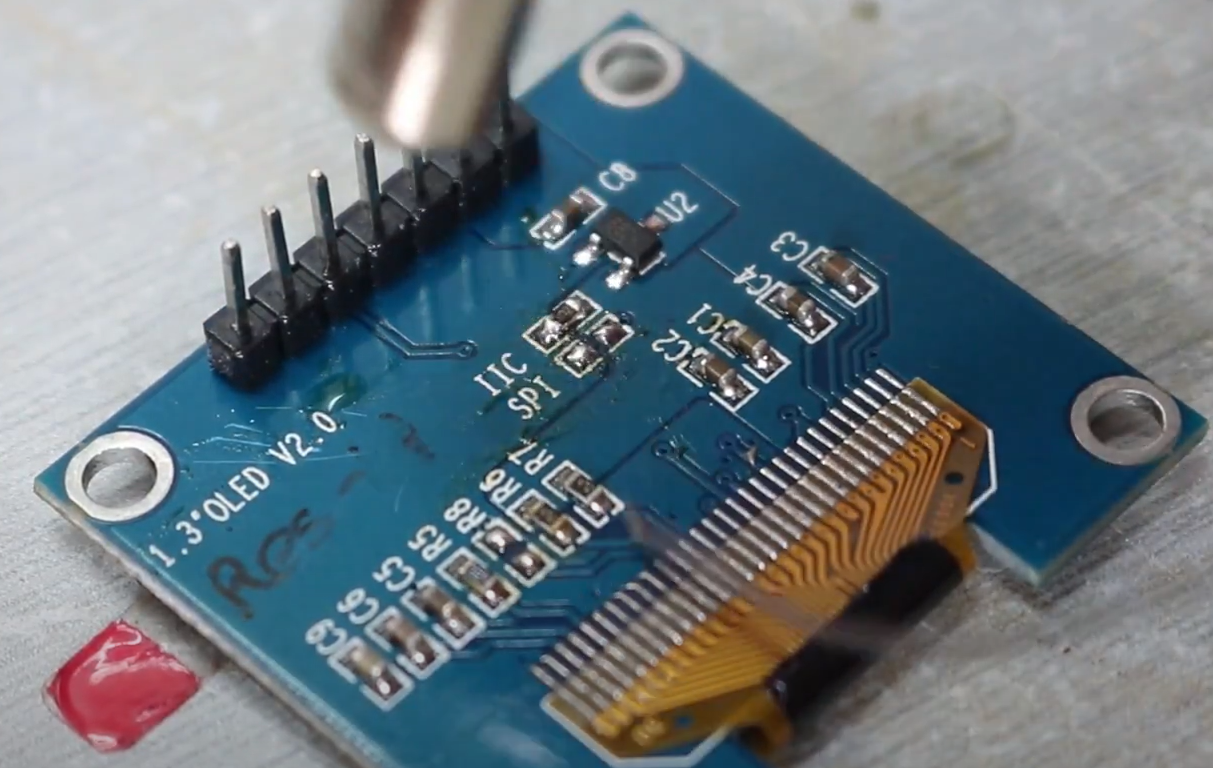 C8
U2
C3
C4
C1
C2
IIC
SPI
1.3"OLED V2.0
R7
R6
R8
R5
C5
C6
C9